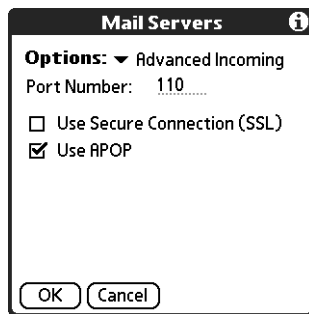 Mail Servers
Options: Advanced Incoming
Port Number: 110
Use Secure Connection (SSL)
Use APOP
OK Cancel